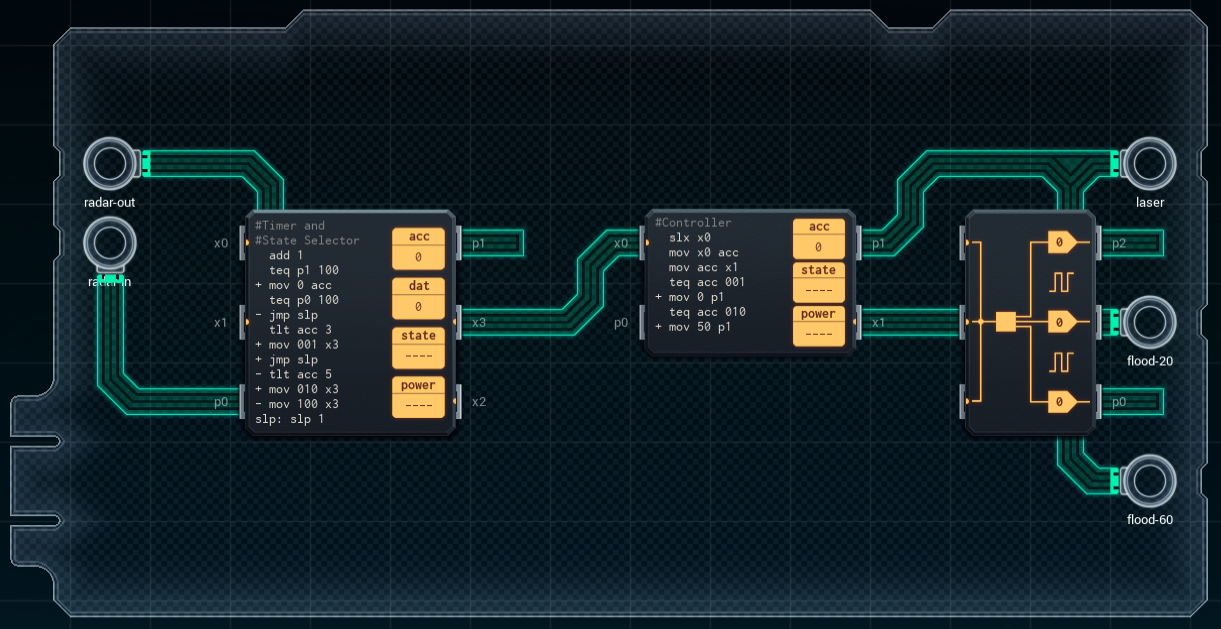 radar-out
radar-in
x0
x1
p0
#Timer and
#State Selector
add 1
teq p1 100
+ mov 0 acc
teq p0 100
- jmp slp
tlt acc 3
+ mov 001 x3
+ jmp slp
- tlt acc 5
+ mov 010 x3
- mov 100 x3
slp: slp 1
acc
0
dat
0
state
----
power
----
p1
x3
x2
x0
p0
#Controller
slx x0
mov x0 acc
mov acc x1
teq acc 001
+ mov 0 p1
teq acc 010
+ mov 50 p1
acc
0
state
----
power
----
p1
x1
0
0
0
p2
p0
laser
flood-20
flood-60